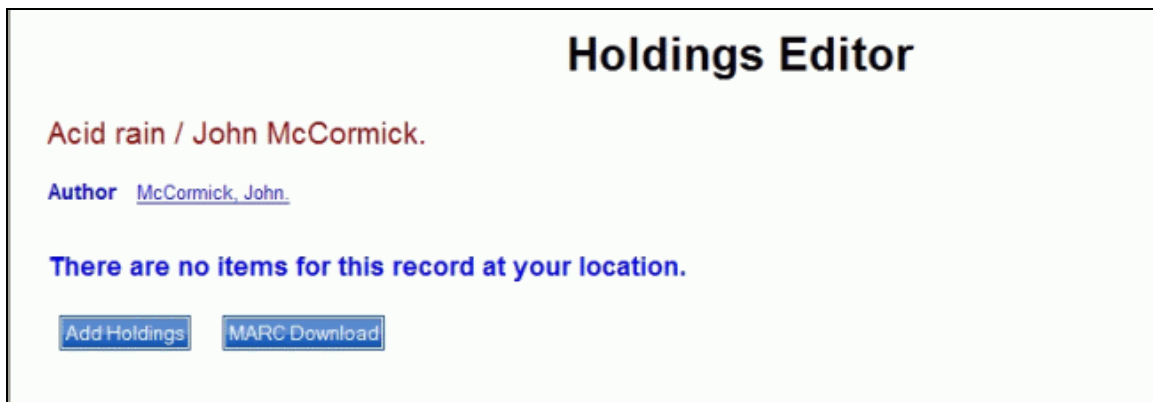 Holdings Editor
Acid rain / John McCormick.
Author McCormick, John.
There are no items for this record at your location.
Add Holdings MARC Download